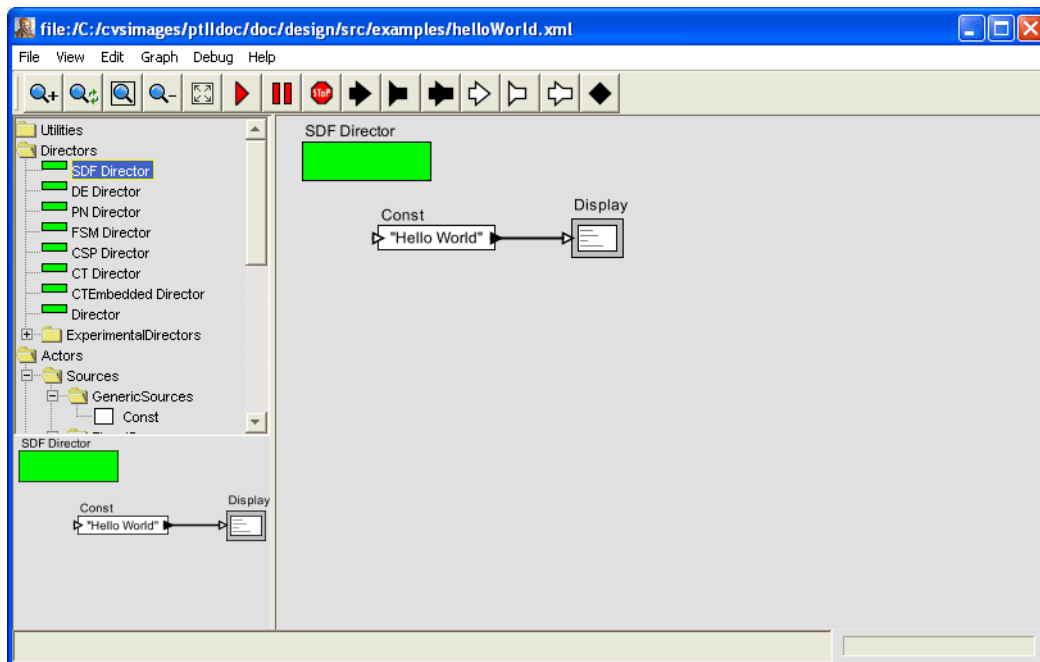 file:/C:/cvsimages/ptIIdoc/doc/design/src/examples/helloWorld.xml
File View Edit Graph Debug Help
STOP
Utilities
Directors
SDF Director
DE Director
PN Director
FSM Director
CSP Director
CT Director
CTEmbedded Director
Director
ExperimentalDirectors
Actors
Sources
GenericSources
Const
SDF Director
Const
"Hello World"
Display
SDF Director
Const
"Hello World"
Display